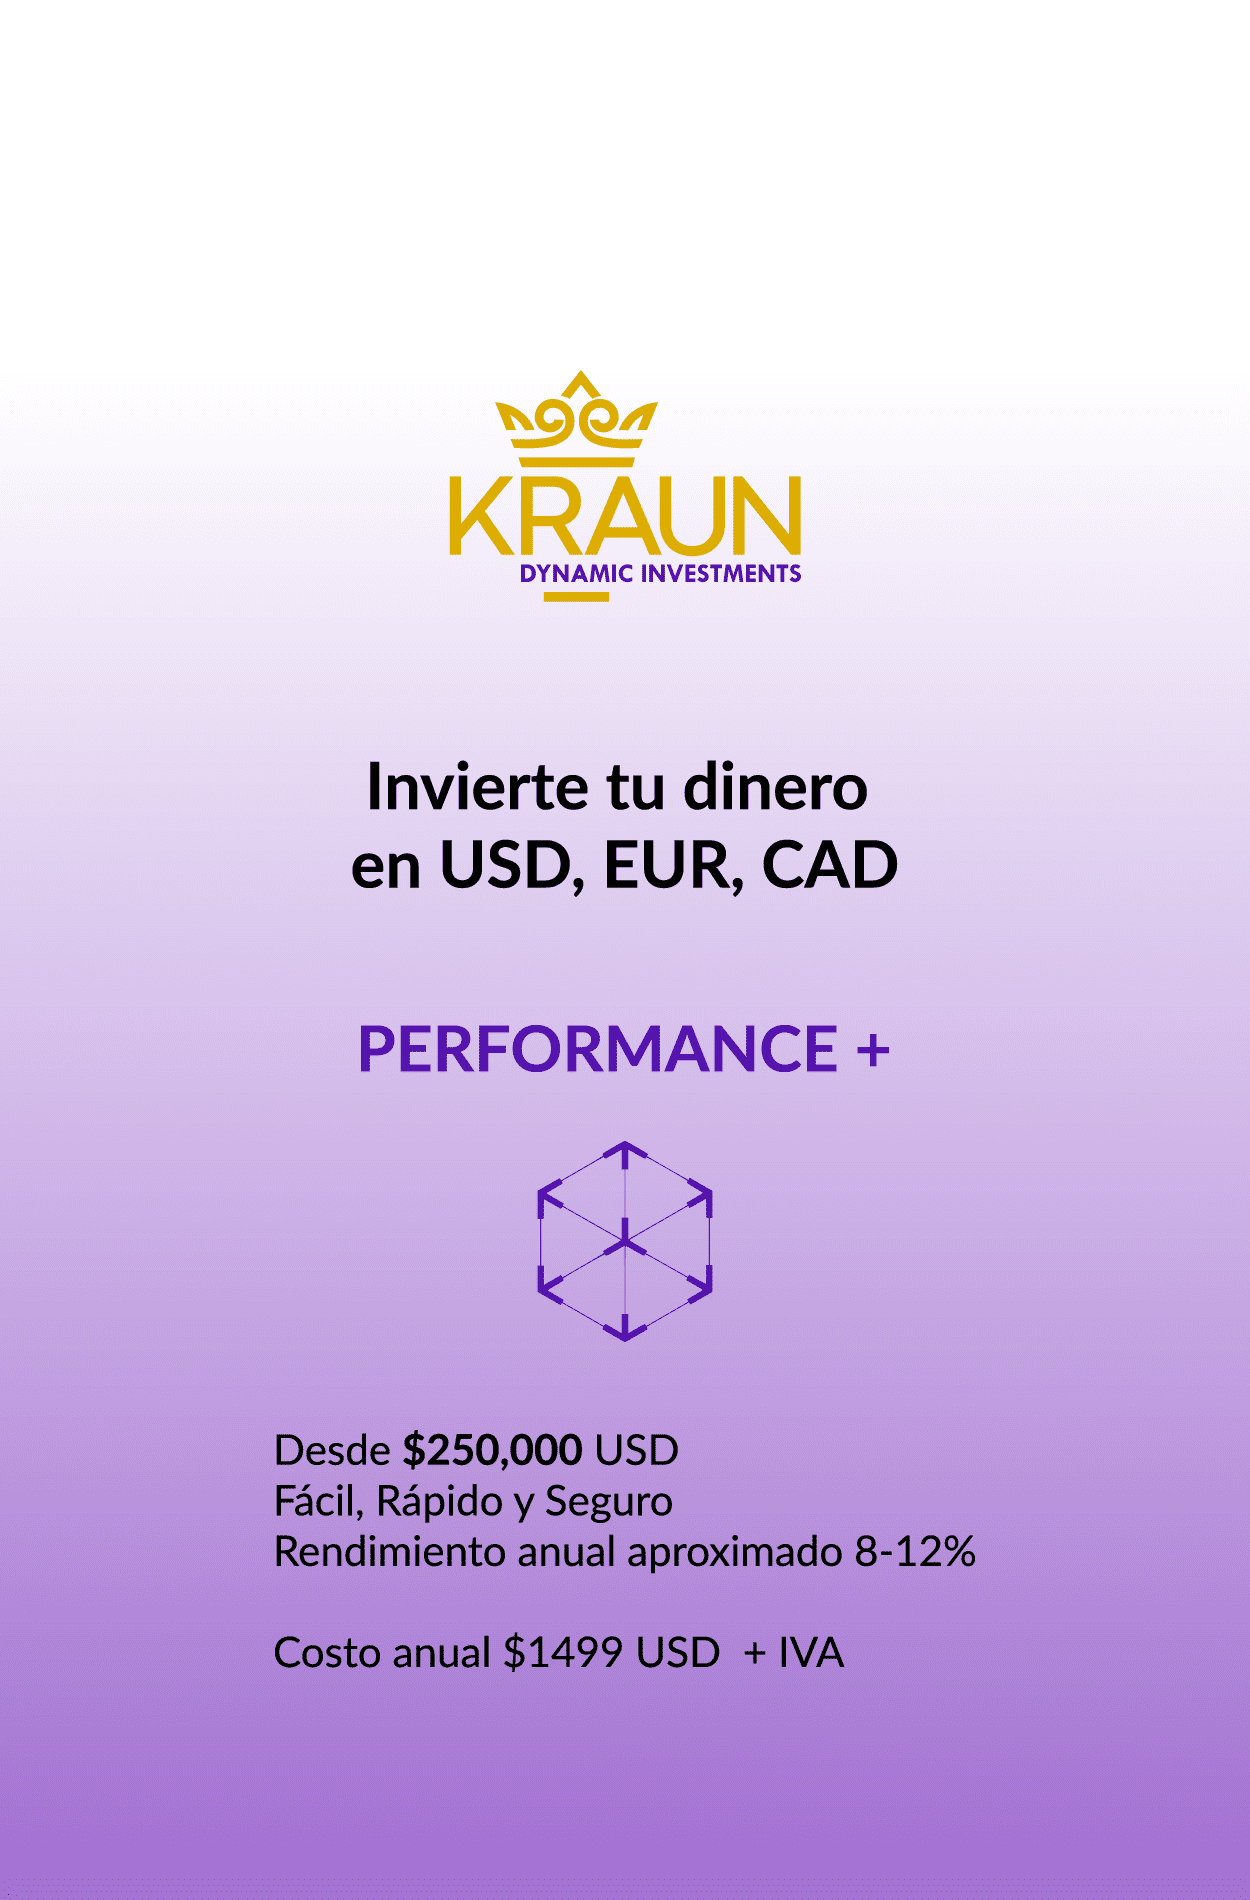 KRAUN
DYNAMIC INVESTMENTS
Invierte tu dinero
en USD, EUR, CAD
PERFORMANCE +
Desde $250,000 USD
Fácil, Rápido y Seguro
Rendimiento anual aproximado 8-12%
Costo anual $1499 USD + IVA